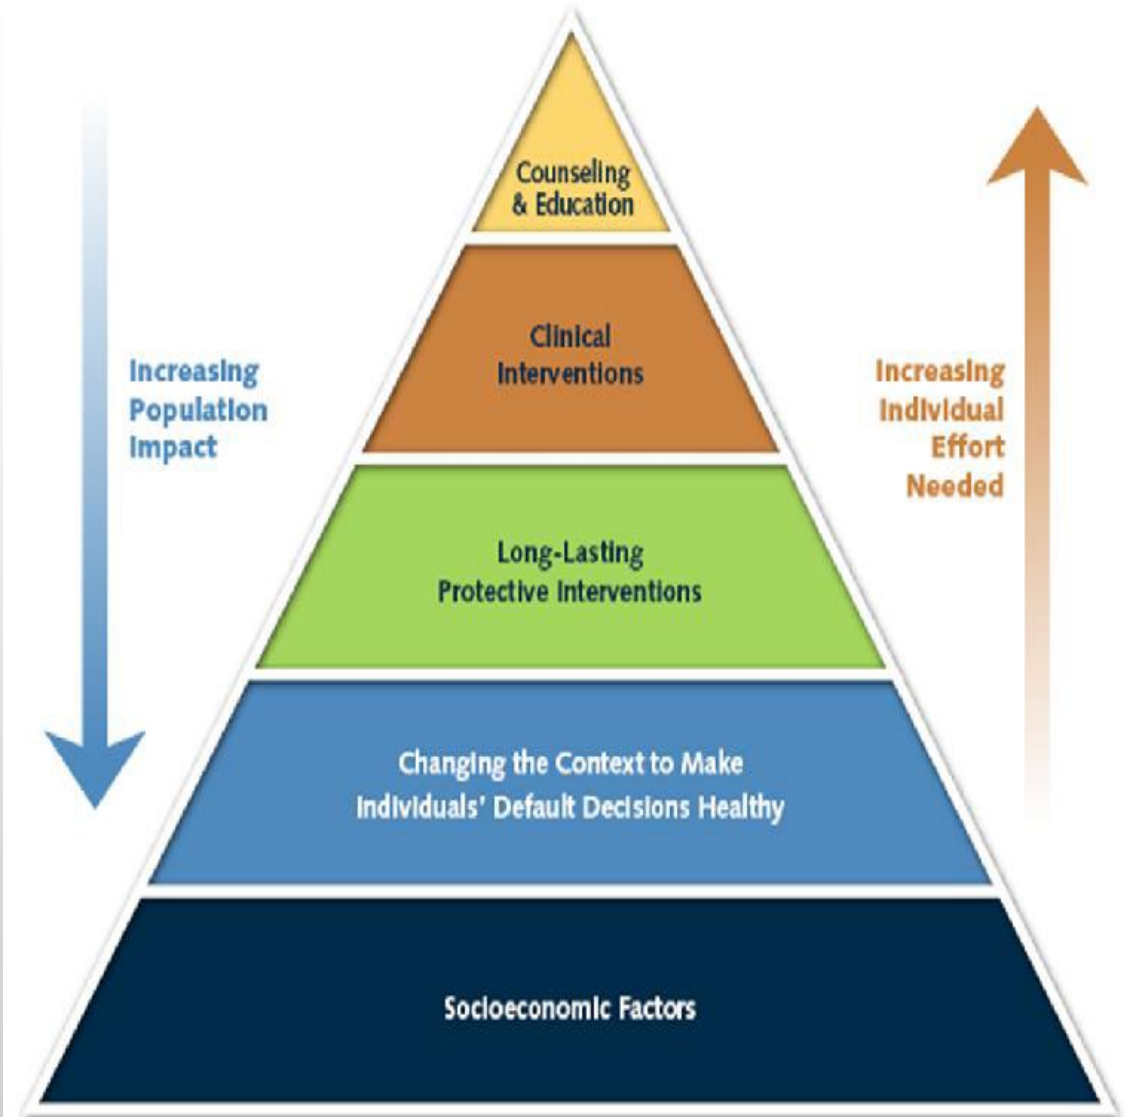 Counseling
& Education
Clinical
Interventions
Increasing
Population
Impact
Increasing
Individual
Effort
Needed
Long-Lasting
Protective Interventions
Changing the Context to Make
Individuals' Default Decisions Healthy
Socioeconomic Factors